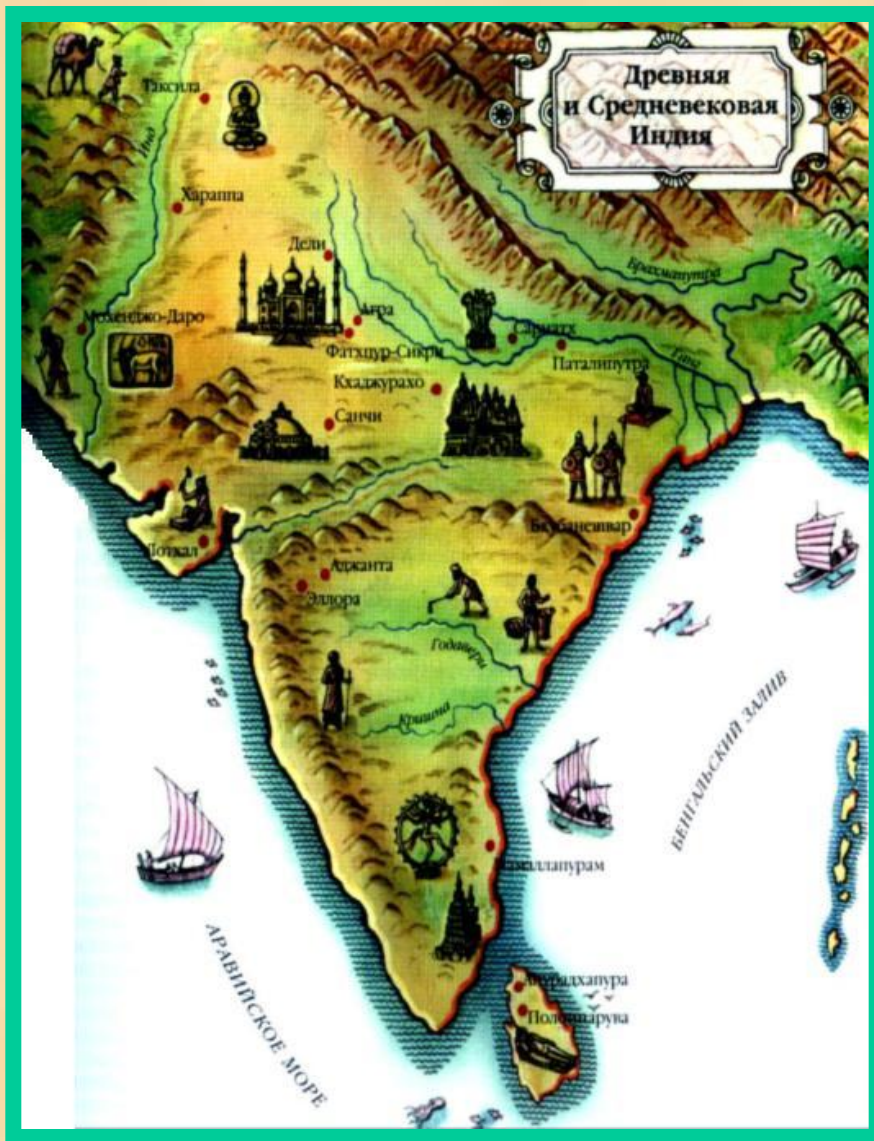 Древняя
и Средневековая
Индия
Таксила
Инд
Хараппа
Дели
Брахмапутра
Мохенджо-Даро
Агра
Фатхпур-Сикри
Сарнатх
Паталипутра
Ганг
Кхаджурахо
Санчи
Бхубанешвар
Лотхал
Аджанта
Эллора
Годавери
Кришна
БЕНГАЛЬСКИЙ ЗАЛИВ
Мамаллапурам
АРАВИЙСКОЕ МОРЕ
Анурадхапура
Полоннарува